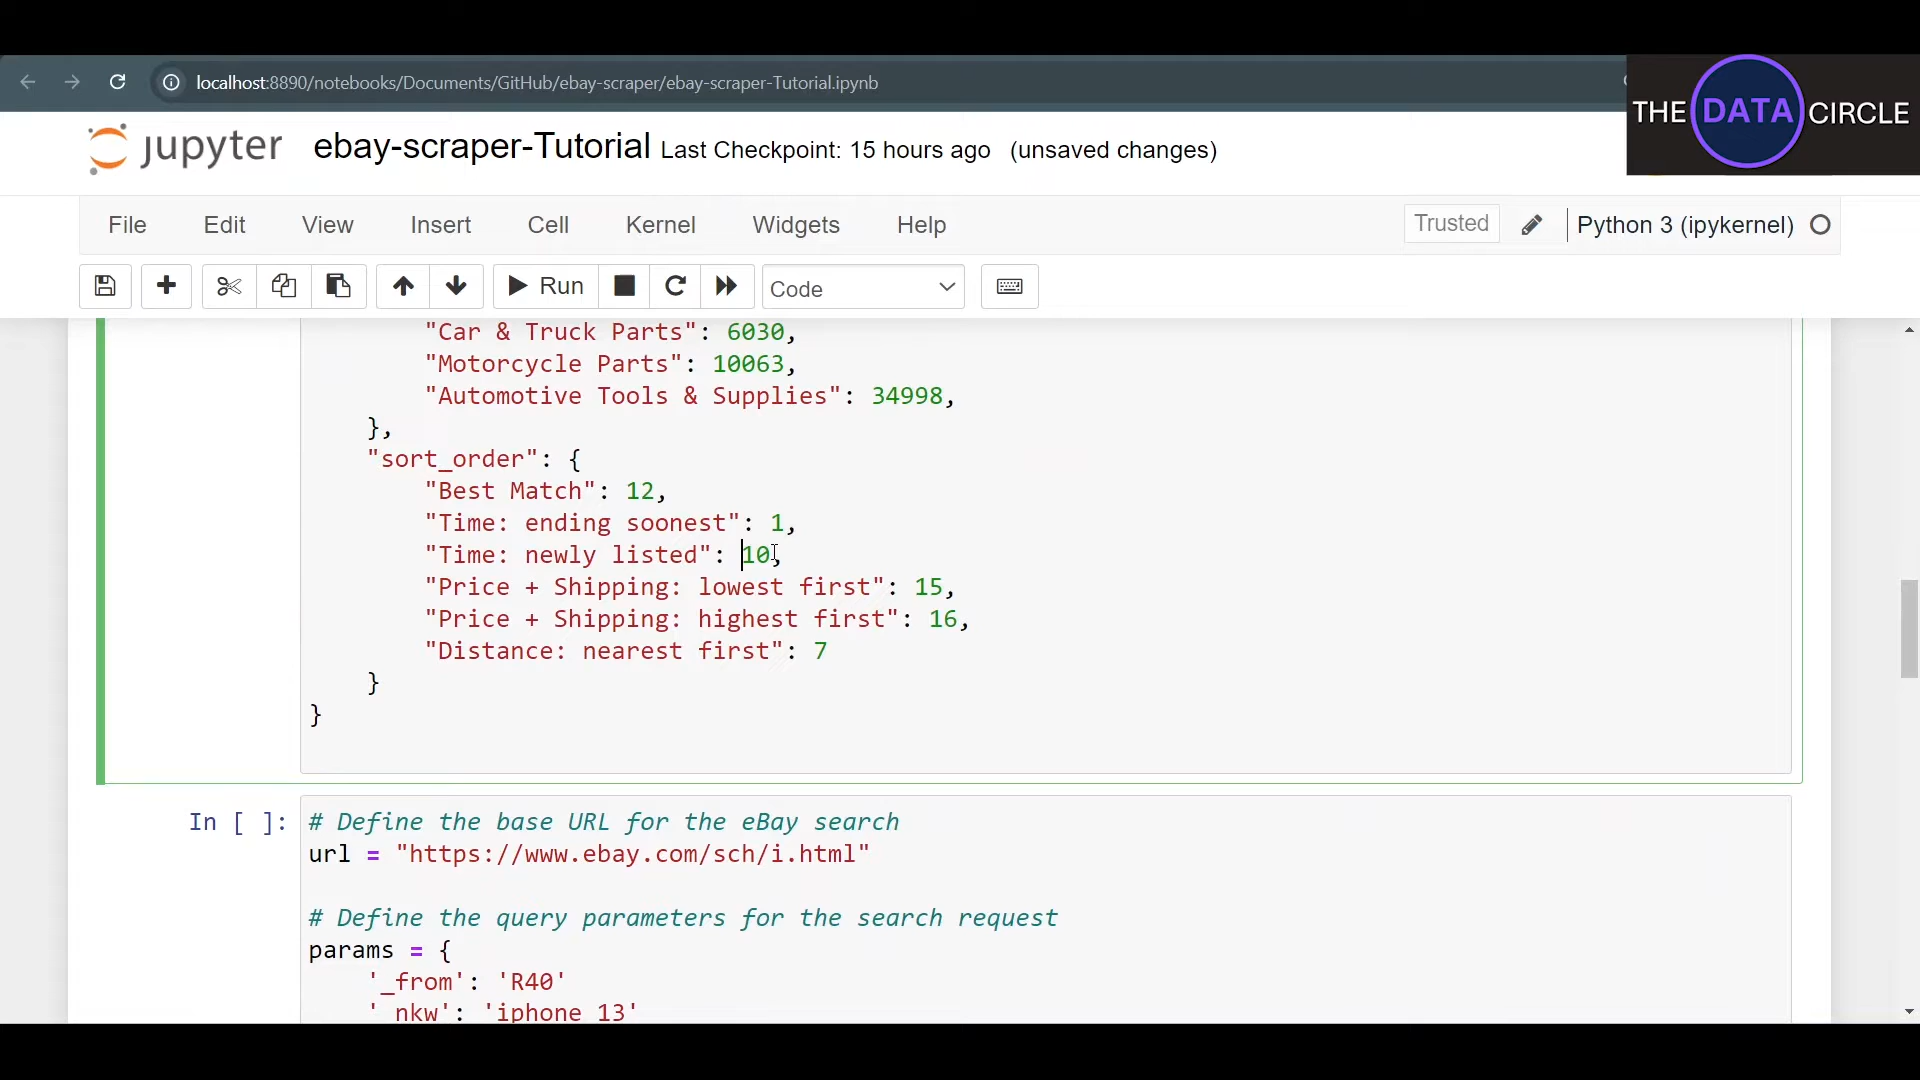 localhost:8890/notebooks/Documents/GitHub/ebay-scraper/ebay-scraper-Tutorial.ipynb
THE DATA CIRCLE
jupyter ebay-scraper-Tutorial Last Checkpoint: 15 hours ago (unsaved changes)
File Edit View Insert Cell Kernel Widgets Help Trusted Python 3 (ipykernel)
Run Code
"Car & Truck Parts": 6030,
"Motorcycle Parts": 10063,
"Automotive Tools & Supplies": 34998,
},
"sort_order": {
"Best Match": 12,
"Time: ending soonest": 1,
"Time: newly listed": 10,
"Price + Shipping: lowest first": 15,
"Price + Shipping: highest first": 16,
"Distance: nearest first": 7
}
}
In [ ]: # Define the base URL for the eBay search
url = "https://www.ebay.com/sch/i.html"
# Define the query parameters for the search request
params = {
'_from': 'R40'
'_nkw': 'iphone 13'